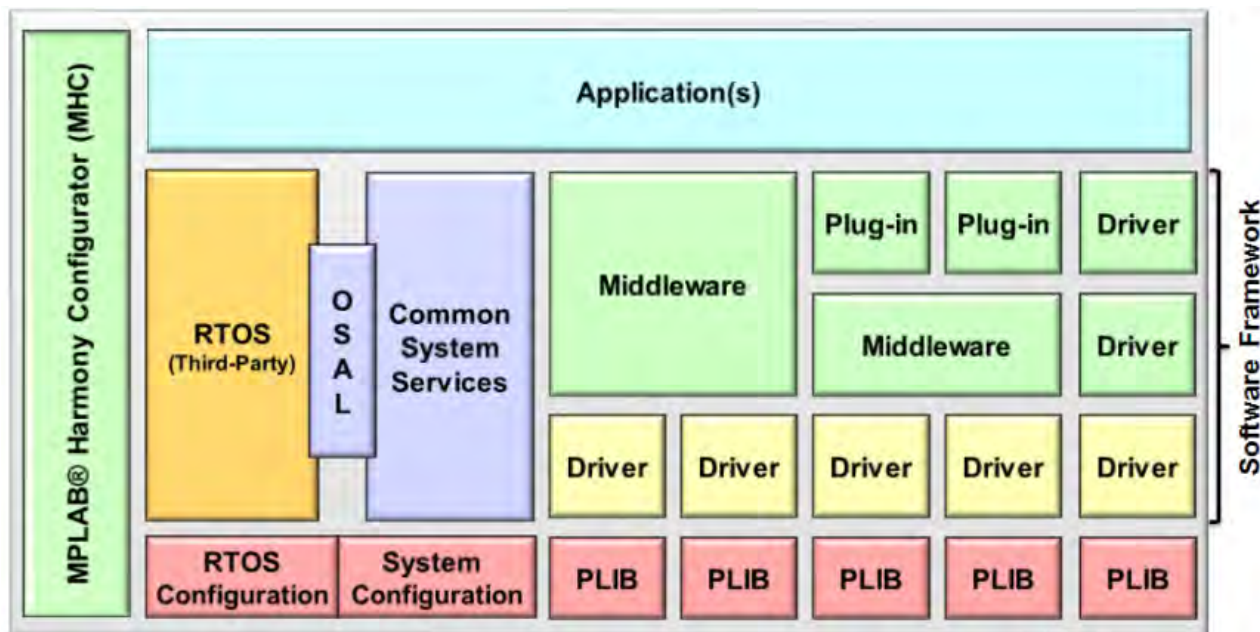 MPLAB® Harmony Configurator (MHC)
Application(s)
RTOS
(Third-Party)
O
S
A
L
Common
System
Services
Middleware
Plug-in
Plug-in
Driver
Middleware
Driver
Driver
Driver
Driver
Driver
Driver
RTOS
Configuration
System
Configuration
PLIB
PLIB
PLIB
PLIB
PLIB
Software Framework